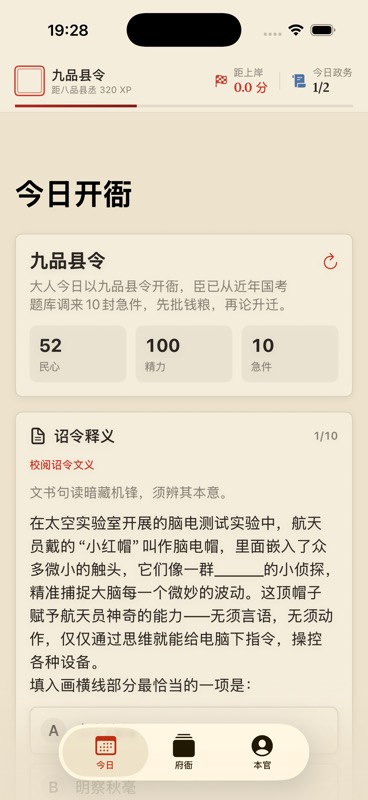 19:28
九品县令
距八品县丞 320 XP
距上岸
0.0 分
今日政务
1/2
今日开衙
九品县令
大人今日以九品县令开衙，臣已从近年国考
题库调来 10 封急件，先批钱粮，再论升迁。
52
民心
100
精力
10
急件
诏令释义
1/10
校阅诏令文义
文书句读暗藏机锋，须辨其本意。
在太空实验室开展的脑电测试实验中，航天
员戴的“小红帽”叫作脑电帽，里面嵌入了众
多微小的触头，它们像一群______的小侦探，
精准捕捉大脑每一个微妙的波动。这顶帽子
赋予航天员神奇的能力——无须言语，无须动
作，仅仅通过思维就能给电脑下指令，操控
各种设备。
填入画横线部分最恰当的一项是：
A
今日
府衙
本官
B 明察秋毫